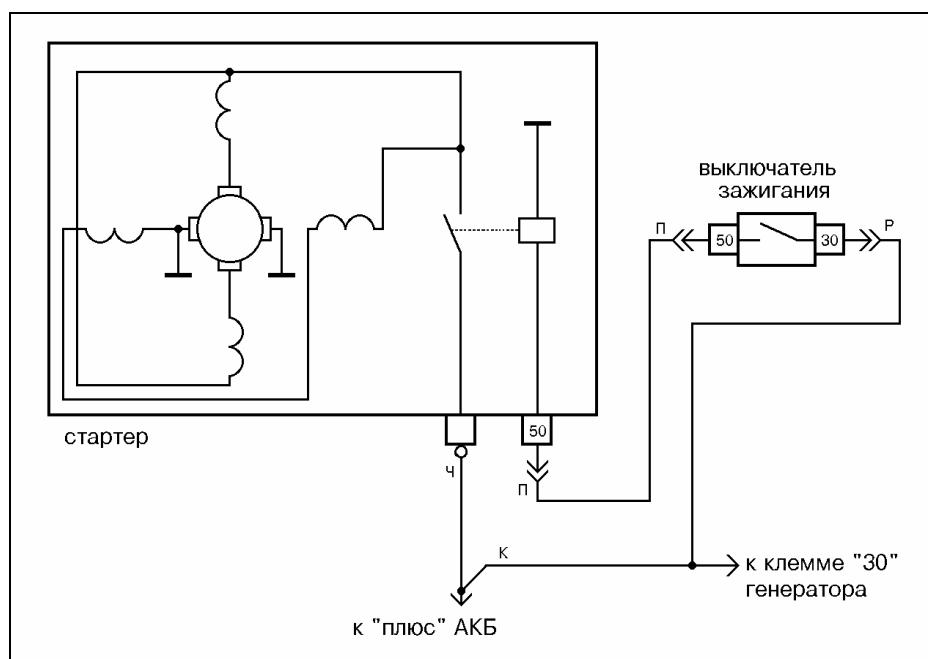 выключатель
зажигания
П
50
30
Р
стартер
50
Ч
П
К
к клемме "30"
генератора
к "плюс" АКБ